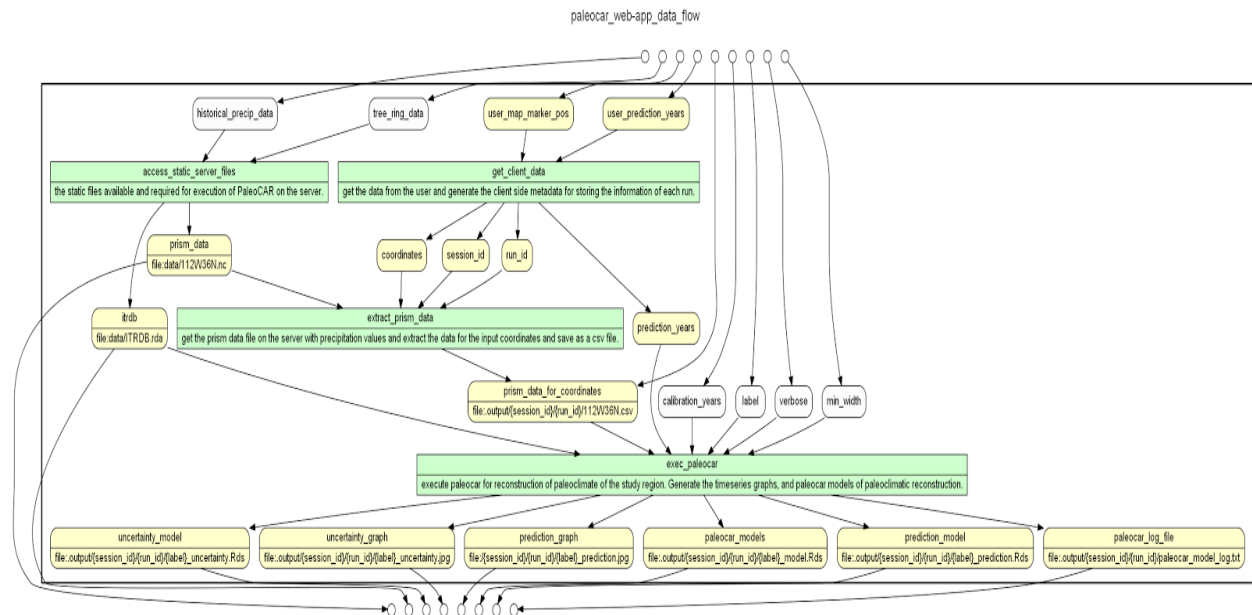 paleocar_web-app_data_flow
historical_precip_data
tree_ring_data
user_map_marker_pos
user_prediction_years
access_static_server_files
the static files available and required for execution of PaleoCAR on the server.
get_client_data
get the data from the user and generate the client side metadata for storing the information of each run.
prism_data
file:data/112W36N.nc
coordinates
session_id
run_id
itrdb
file:data/ITRDB.rda
extract_prism_data
get the prism data file on the server with precipitation values and extract the data for the input coordinates and save as a csv file.
prediction_years
prism_data_for_coordinates
file:.output/{session_id}/{run_id}/112W36N.csv
calibration_years
label
verbose
min_width
exec_paleocar
execute paleocar for reconstruction of paleoclimate of the study region. Generate the timeseries graphs, and paleocar models of paleoclimatic reconstruction.
uncertainty_model
file:.output/{session_id}/{run_id}/{label}_uncertainty.Rds
uncertainty_graph
file:.output/{session_id}/{run_id}/{label}_uncertainty.jpg
prediction_graph
file:.{session_id}/{run_id}/{label}_prediction.jpg
paleocar_models
file:.output/{session_id}/{run_id}/{label}_model.Rds
prediction_model
file:.output/{session_id}/{run_id}/{label}_prediction.Rds
paleocar_log_file
file:.output/{session_id}/{run_id}/paleocar_model_log.txt